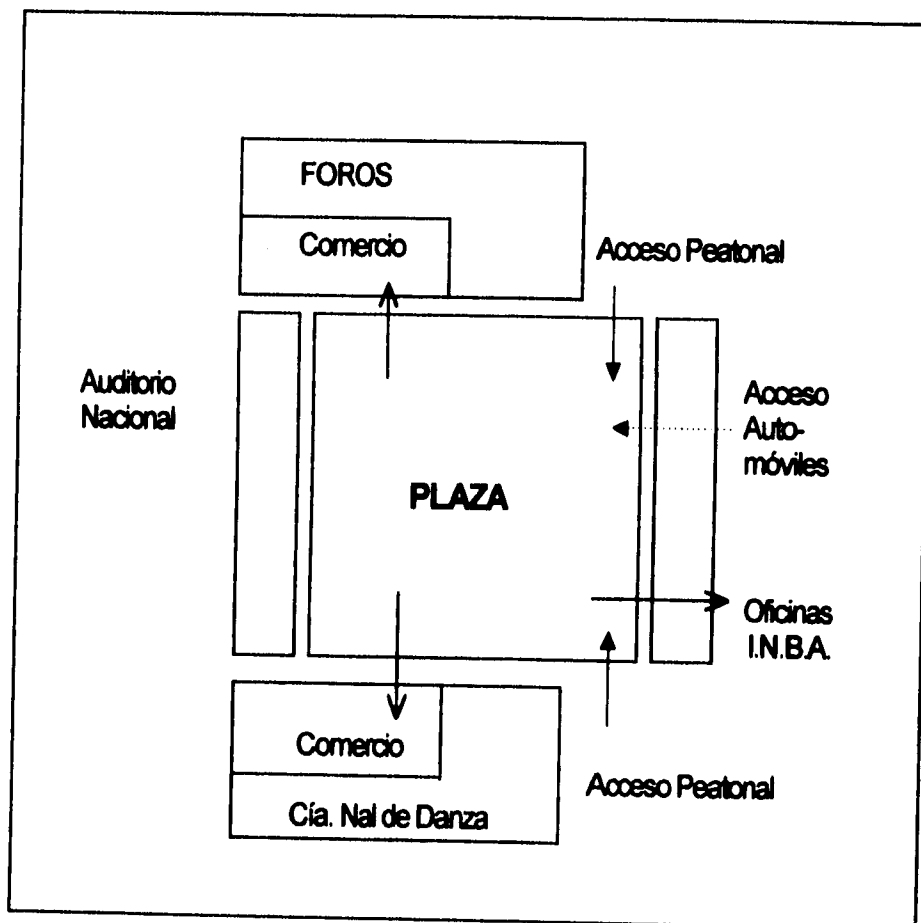 FOROS
Comercio
Acceso Peatonal
Auditorio
Nacional
Acceso
Auto-
móviles
PLAZA
Oficinas
I.N.B.A.
Comercio
Acceso Peatonal
Cía. Nal de Danza